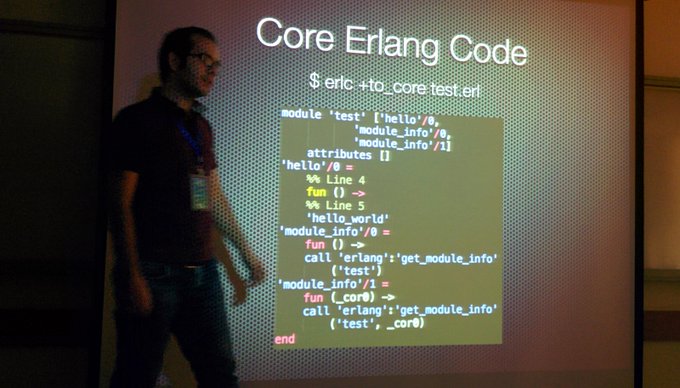 Core Erlang Code
$ erlc +to_core test.erl
module 'test' ['hello'/0,
'module_info'/0,
'module_info'/1]
attributes []
'hello'/0 =
%% Line 4
fun () ->
%% Line 5
'hello_world'
'module_info'/0 =
fun () ->
call 'erlang':'get_module_info'
('test')
'module_info'/1 =
fun (_cor0) ->
call 'erlang':'get_module_info'
('test', _cor0)
end